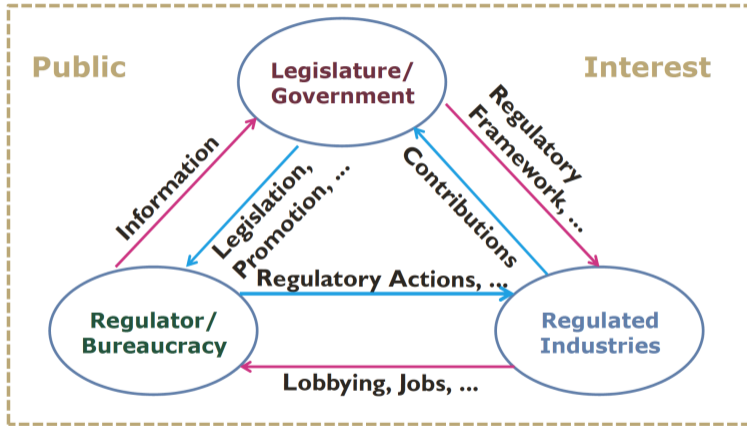 Public
Interest
Legislature/
Government
Information
Legislation,
Promotion, ...
Contributions
Regulatory
Framework, ...
Regulatory Actions, ...
Regulator/
Bureaucracy
Regulated
Industries
Lobbying, Jobs, ...